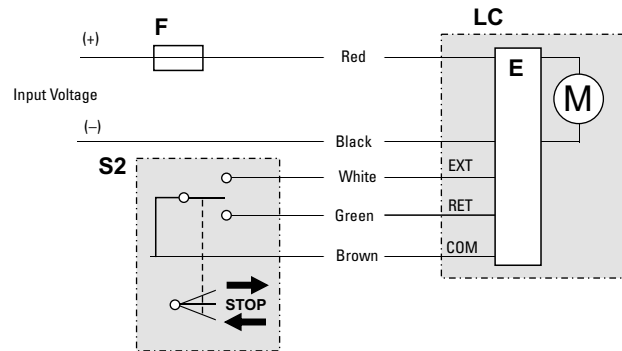 LC
F
(+)
Red
E
M
Input Voltage
(–)
Black
S2
White
EXT
Green
RET
Brown
COM
STOP